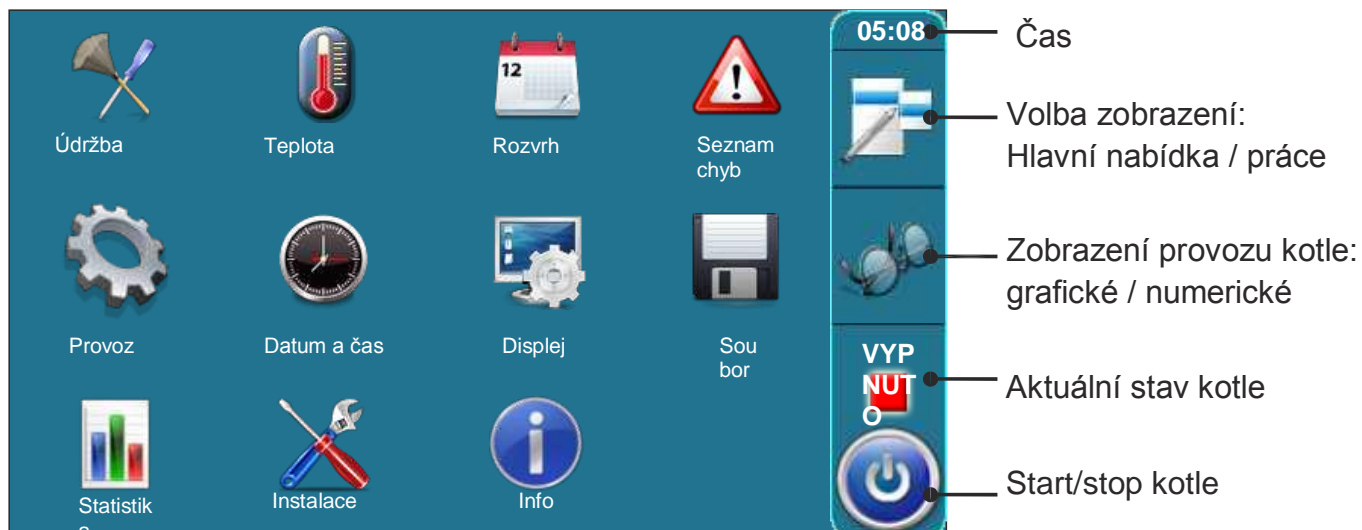 05:08
Čas
12
Údržba
Teplota
Rozvrh
Seznam
chyb
Volba zobrazení:
Hlavní nabídka / práce
Zobrazení provozu kotle:
grafické / numerické
Provoz
Datum a čas
Displej
Sou
bor
VYP
NUT
O
Aktuální stav kotle
Statistik
Instalace
Info
Start/stop kotle